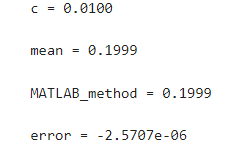 c = 0.0100
mean = 0.1999
MATLAB_method = 0.1999
error = -2.5707e-06